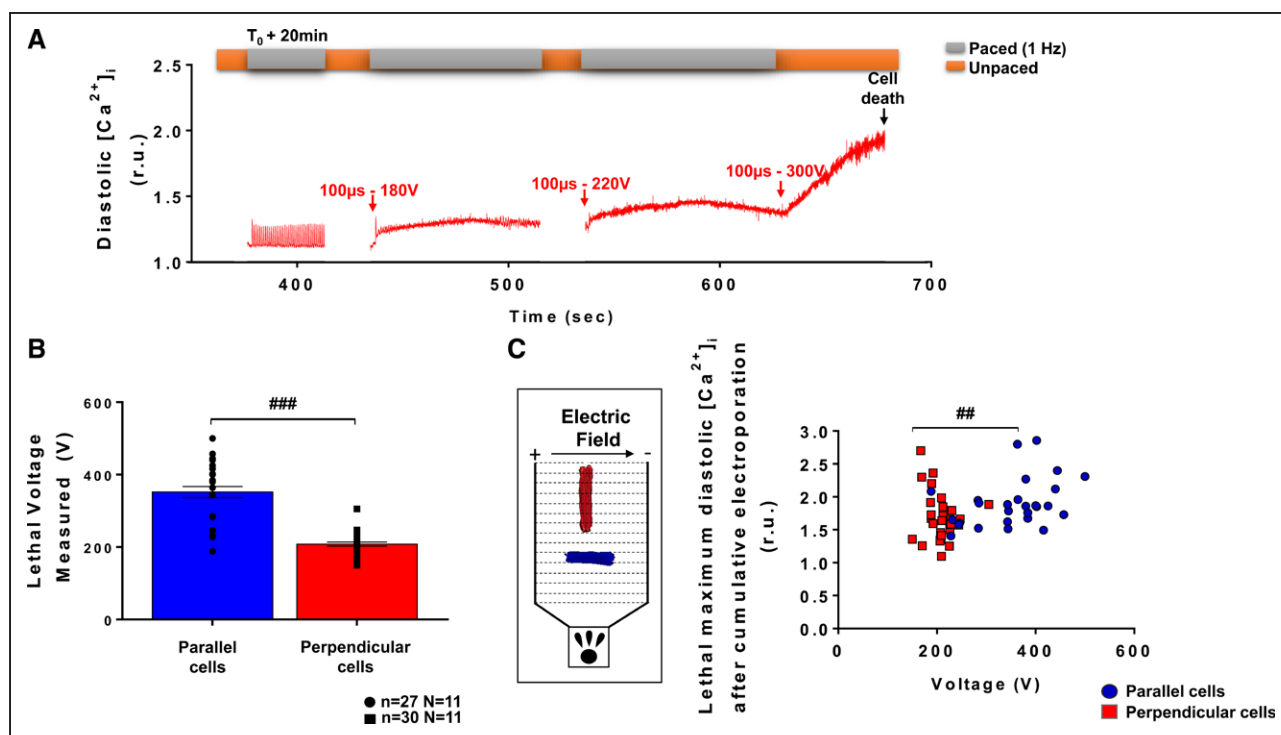 A
T0 + 20min
Paced (1 Hz)
Unpaced
Diastolic [Ca2+]i
(r.u.)
2.5
2.0
1.5
1.0
100µs - 180V
100µs - 220V
100µs - 300V
Cell
death
400
500
600
700
Time (sec)
B
Lethal Voltage
Measured (V)
600
400
200
0
###
Parallel
cells
Perpendicular
cells
n=27 N=11
n=30 N=11
C
Electric
Field
+
-
Lethal maximum diastolic [Ca2+]i
after cumulative electroporation
(r.u.)
##
3.0
2.5
2.0
1.5
1.0
0.5
0.0
0
200
400
600
Voltage (V)
Parallel cells
Perpendicular cells